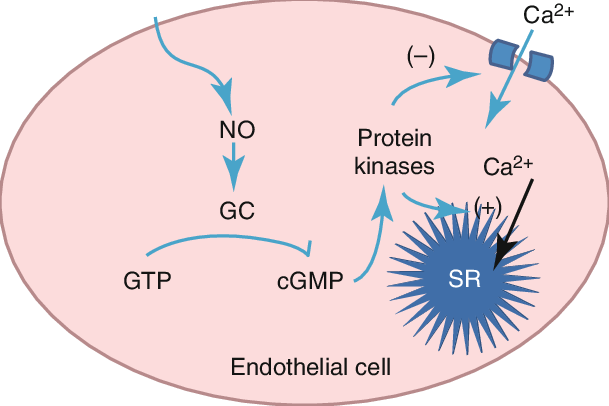 Ca²⁺
(–)
NO
Protein
kinases
Ca²⁺
GC
(+)
GTP
cGMP
SR
Endothelial cell